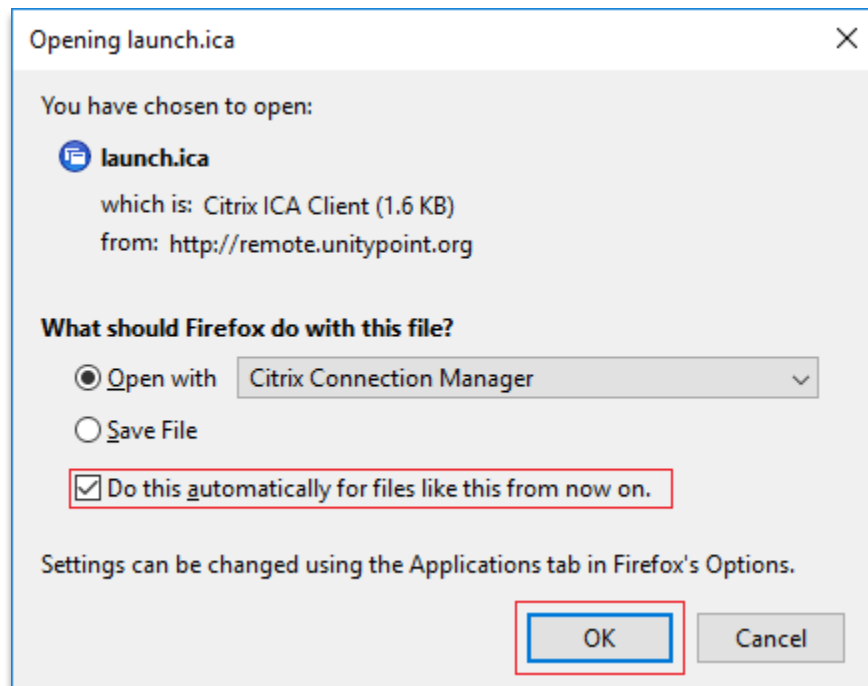 Opening launch.ica
You have chosen to open:
launch.ica
which is: Citrix ICA Client (1.6 KB)
from: http://remote.unitypoint.org
What should Firefox do with this file?
Open with Citrix Connection Manager
Save File
Do this automatically for files like this from now on.
Settings can be changed using the Applications tab in Firefox's Options.
OK Cancel